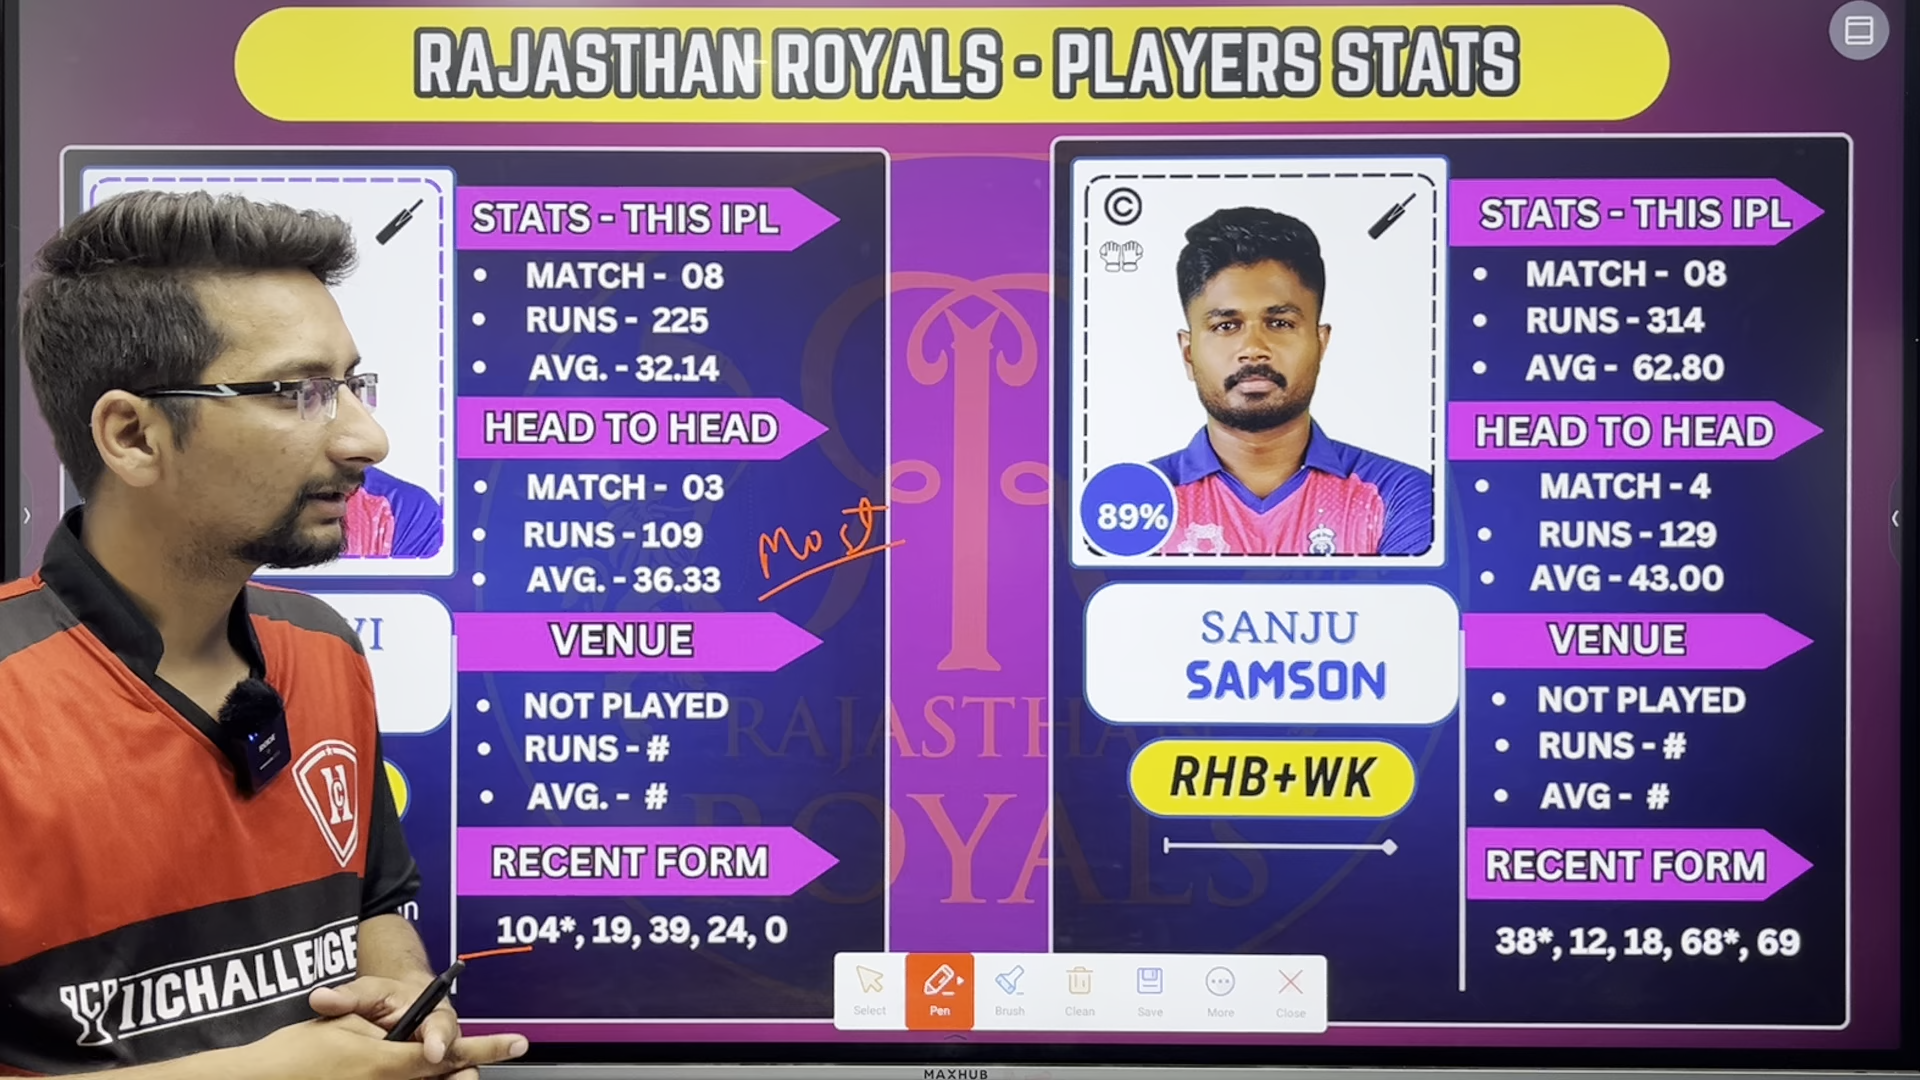 RAJASTHAN ROYALS - PLAYERS STATS
STATS - THIS IPL
• MATCH - 08
• RUNS - 225
• AVG. - 32.14
HEAD TO HEAD
• MATCH - 03
• RUNS - 109
• AVG. - 36.33
Most
VENUE
• NOT PLAYED
• RUNS - #
• AVG. - #
RECENT FORM
104*, 19, 39, 24, 0
©
89%
SANJU
SAMSON
RHB+WK
STATS - THIS IPL
• MATCH - 08
• RUNS - 314
• AVG - 62.80
HEAD TO HEAD
• MATCH - 4
• RUNS - 129
• AVG - 43.00
VENUE
• NOT PLAYED
• RUNS - #
• AVG - #
RECENT FORM
38*, 12, 18, 68*, 69
RAJASTHAN
ROYALS
Select
Pen
Brush
Clean
Save
More
Close
MAXHUB